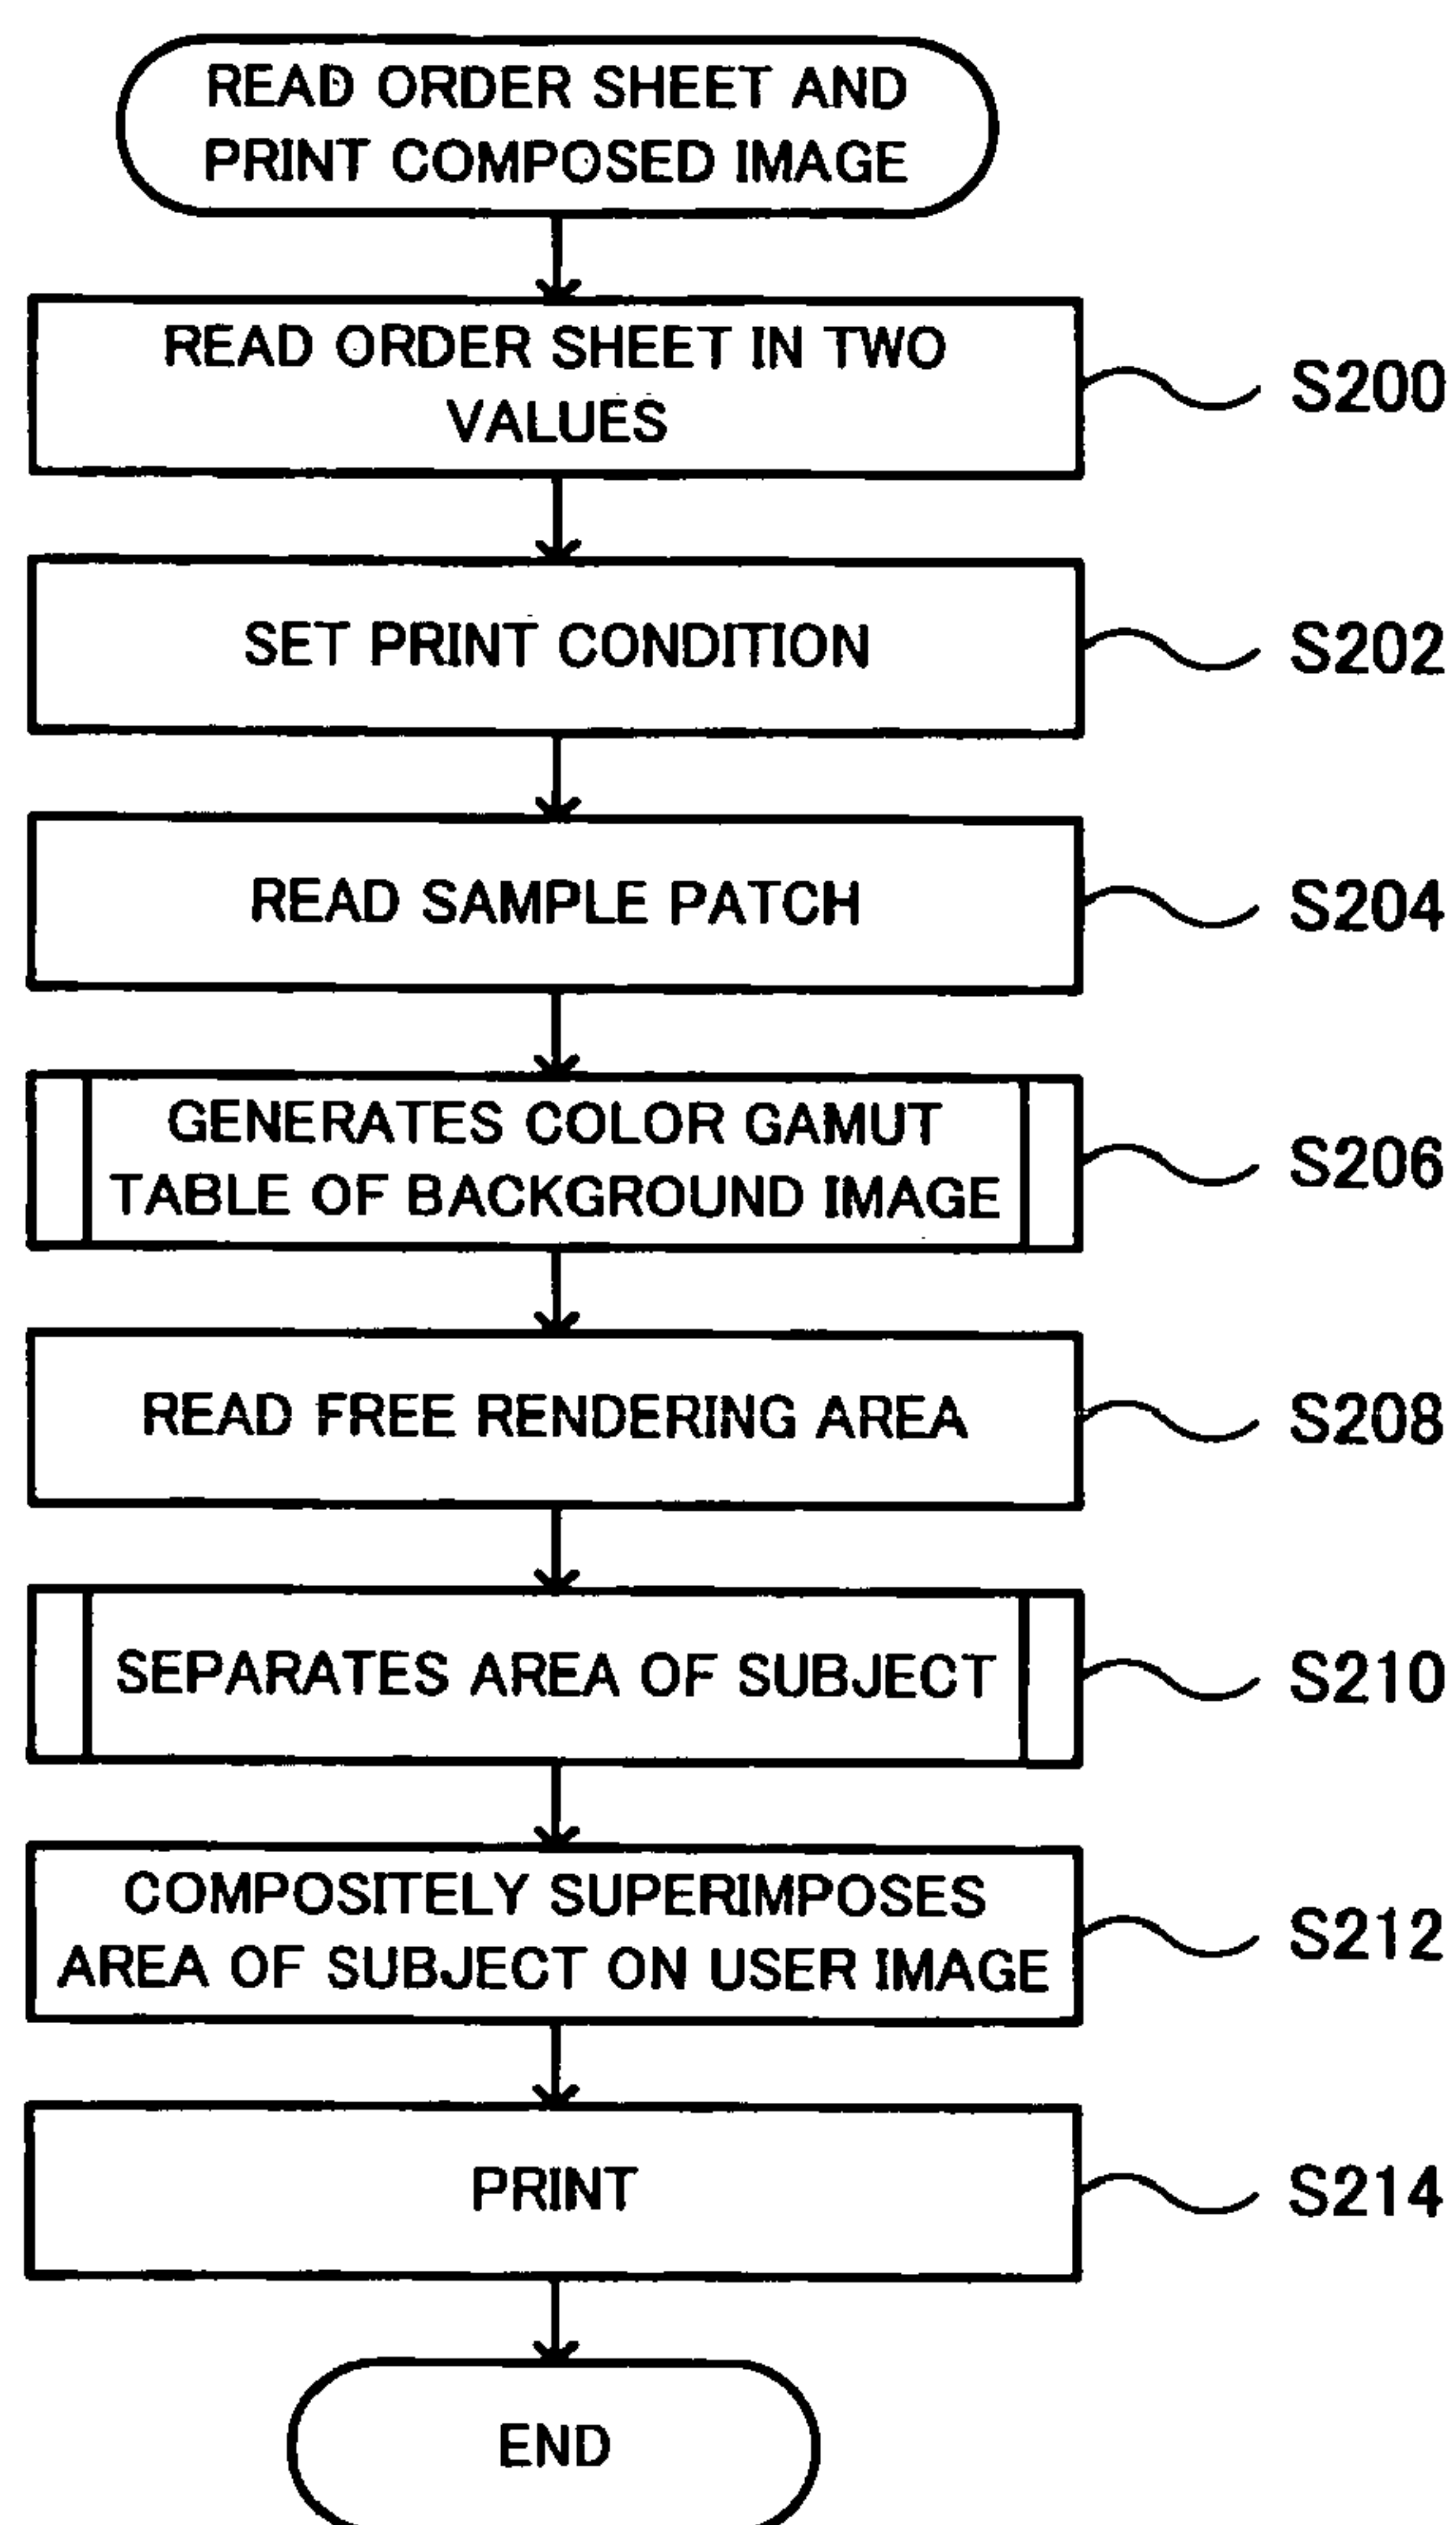 READ ORDER SHEET AND
PRINT COMPOSED IMAGE
READ ORDER SHEET IN TWO
VALUES
S200
SET PRINT CONDITION
S202
READ SAMPLE PATCH
S204
GENERATES COLOR GAMUT
TABLE OF BACKGROUND IMAGE
S206
READ FREE RENDERING AREA
S208
SEPARATES AREA OF SUBJECT
S210
COMPOSITELY SUPERIMPOSES
AREA OF SUBJECT ON USER IMAGE
S212
PRINT
S214
END